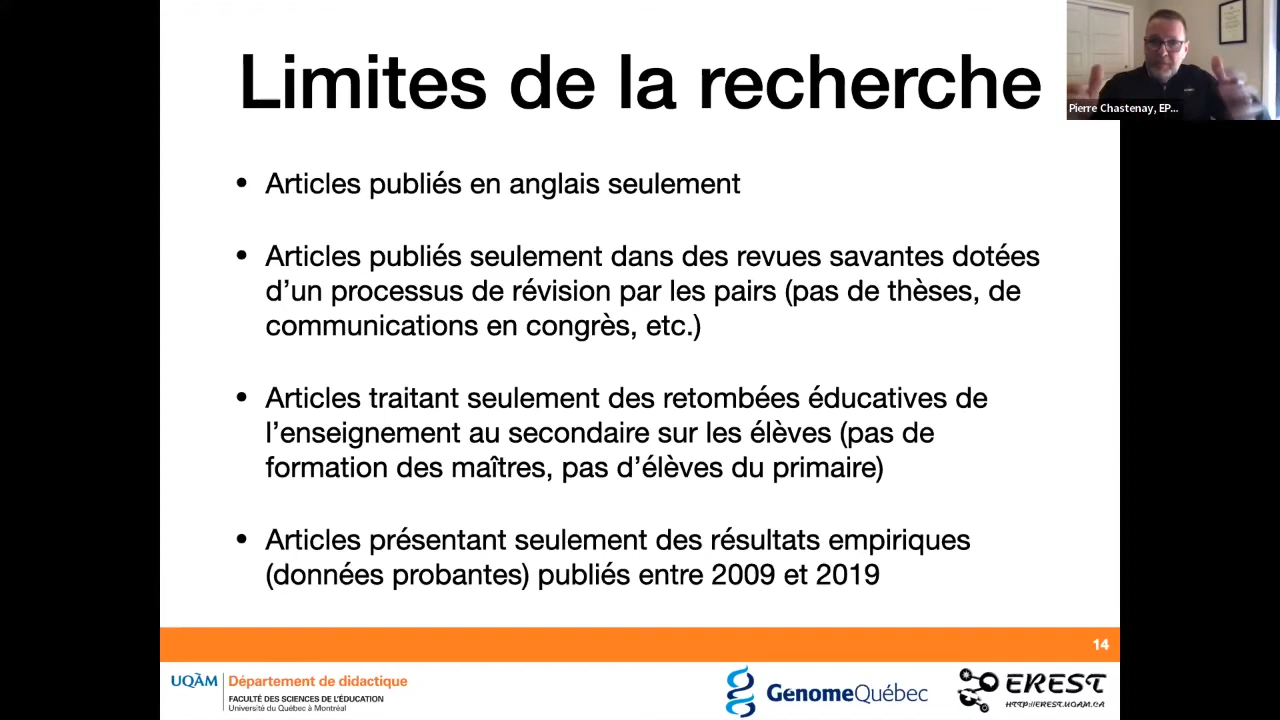 Limites de la recherche
Pierre Chastenay, EP...
• Articles publiés en anglais seulement
• Articles publiés seulement dans des revues savantes dotées
d’un processus de révision par les pairs (pas de thèses, de
communications en congrès, etc.)
• Articles traitant seulement des retombées éducatives de
l’enseignement au secondaire sur les élèves (pas de
formation des maîtres, pas d’élèves du primaire)
• Articles présentant seulement des résultats empiriques
(données probantes) publiés entre 2009 et 2019
14
UQÀM
Département de didactique
FACULTÉ DES SCIENCES DE L'ÉDUCATION
Université du Québec à Montréal
GenomeQuébec
EREST
HTTP://EREST.UQAM.CA